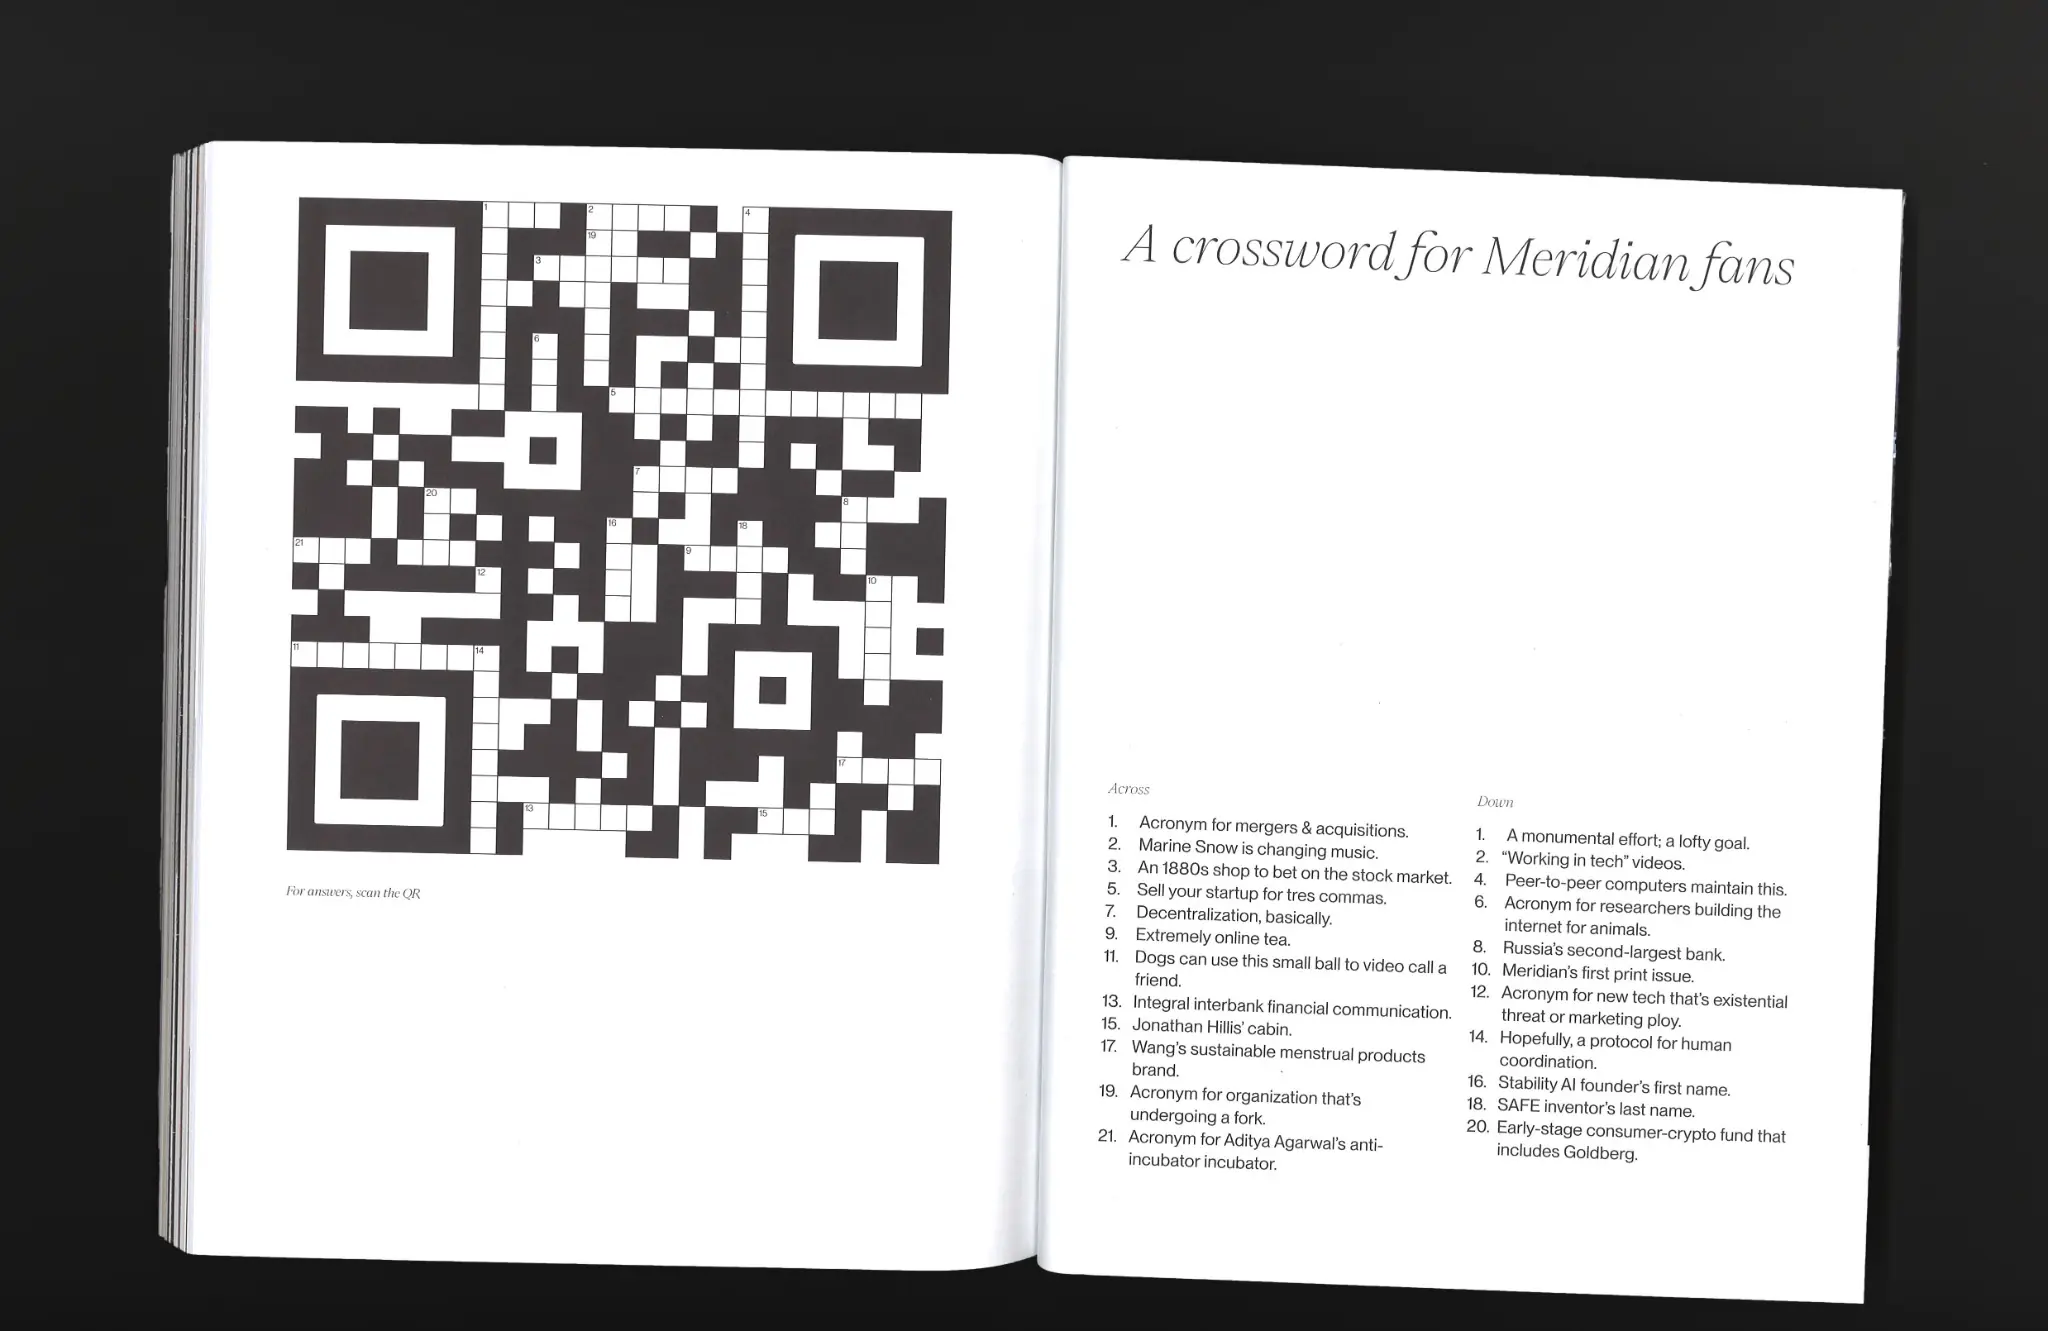 1
2
4
19
3
6
5
7
20
8
16
18
21
9
12
10
11
14
17
13
15
For answers, scan the QR
A crossword for Meridian fans
Across
1. Acronym for mergers & acquisitions.
2. Marine Snow is changing music.
3. An 1880s shop to bet on the stock market.
5. Sell your startup for tres commas.
7. Decentralization, basically.
9. Extremely online tea.
11. Dogs can use this small ball to video call a
friend.
13. Integral interbank financial communication.
15. Jonathan Hillis’ cabin.
17. Wang’s sustainable menstrual products
brand.
19. Acronym for organization that’s
undergoing a fork.
21. Acronym for Aditya Agarwal’s anti-
incubator incubator.
Down
1. A monumental effort; a lofty goal.
2. “Working in tech” videos.
4. Peer-to-peer computers maintain this.
6. Acronym for researchers building the
internet for animals.
8. Russia’s second-largest bank.
10. Meridian’s first print issue.
12. Acronym for new tech that’s existential
threat or marketing ploy.
14. Hopefully, a protocol for human
coordination.
16. Stability AI founder’s first name.
18. SAFE inventor’s last name.
20. Early-stage consumer-crypto fund that
includes Goldberg.